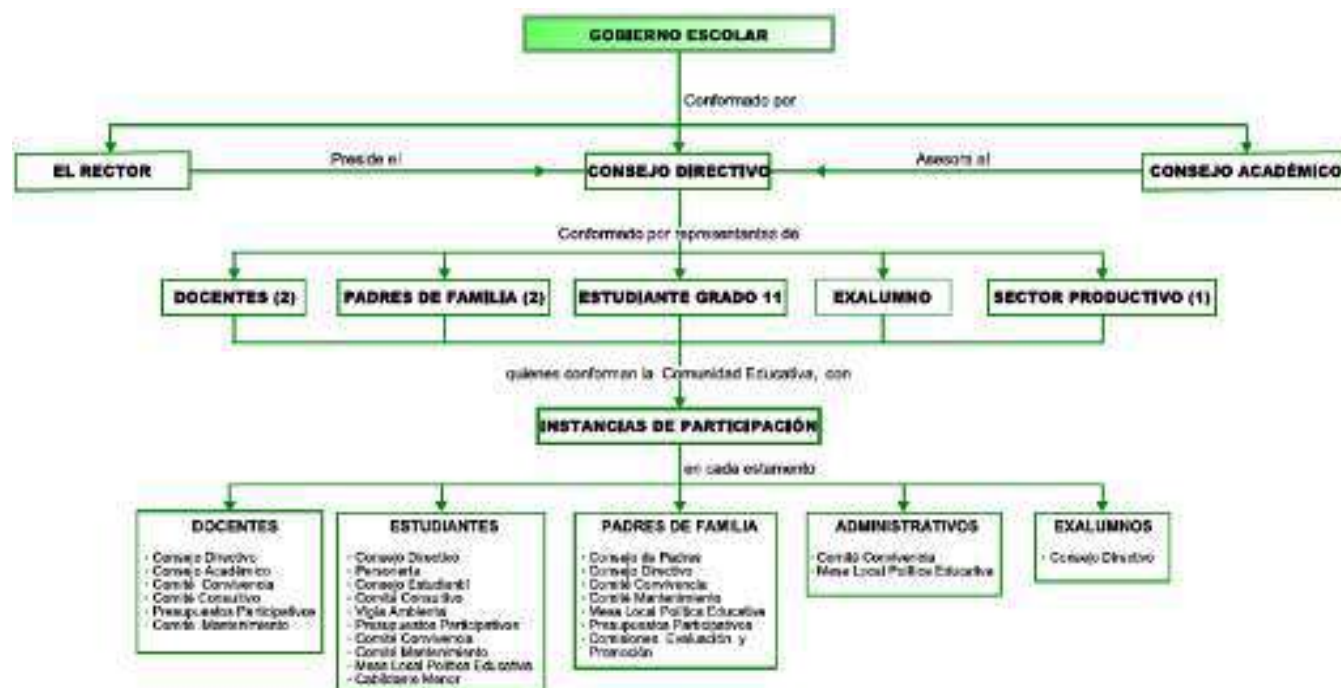 GOBIERNO ESCOLAR
Conformado por
EL RECTOR
Preside el
CONSEJO DIRECTIVO
Asesora al
CONSEJO ACADÉMICO
Conformado por representantes de
DOCENTES (2)
PADRES DE FAMILIA (2)
ESTUDIANTE GRADO 11
EXALUMNO
SECTOR PRODUCTIVO (1)
quienes conforman la Comunidad Educativa, con
INSTANCIAS DE PARTICIPACIÓN
en cada estamento
DOCENTES
- Consejo Directivo
- Consejo Académico
- Comité Convivencia
- Comité Consultivo
- Presupuestos Participativos
- Comité Mantenimiento
ESTUDIANTES
- Consejo Directivo
- Personería
- Consejo Estudiantil
- Comité Consultivo
- Vigía Ambiental
- Presupuestos Participativos
- Comité Convivencia
- Comité Mantenimiento
- Mesa Local Política Educativa
- Cabildante Menor
PADRES DE FAMILIA
- Consejo de Padres
- Consejo Directivo
- Comité Convivencia
- Comité Mantenimiento
- Mesa Local Política Educativa
- Presupuestos Participativos
- Comisiones Evaluación y
Promoción
ADMINISTRATIVOS
- Comité Convivencia
- Mesa Local Política Educativa
EXALUMNOS
- Consejo Directivo